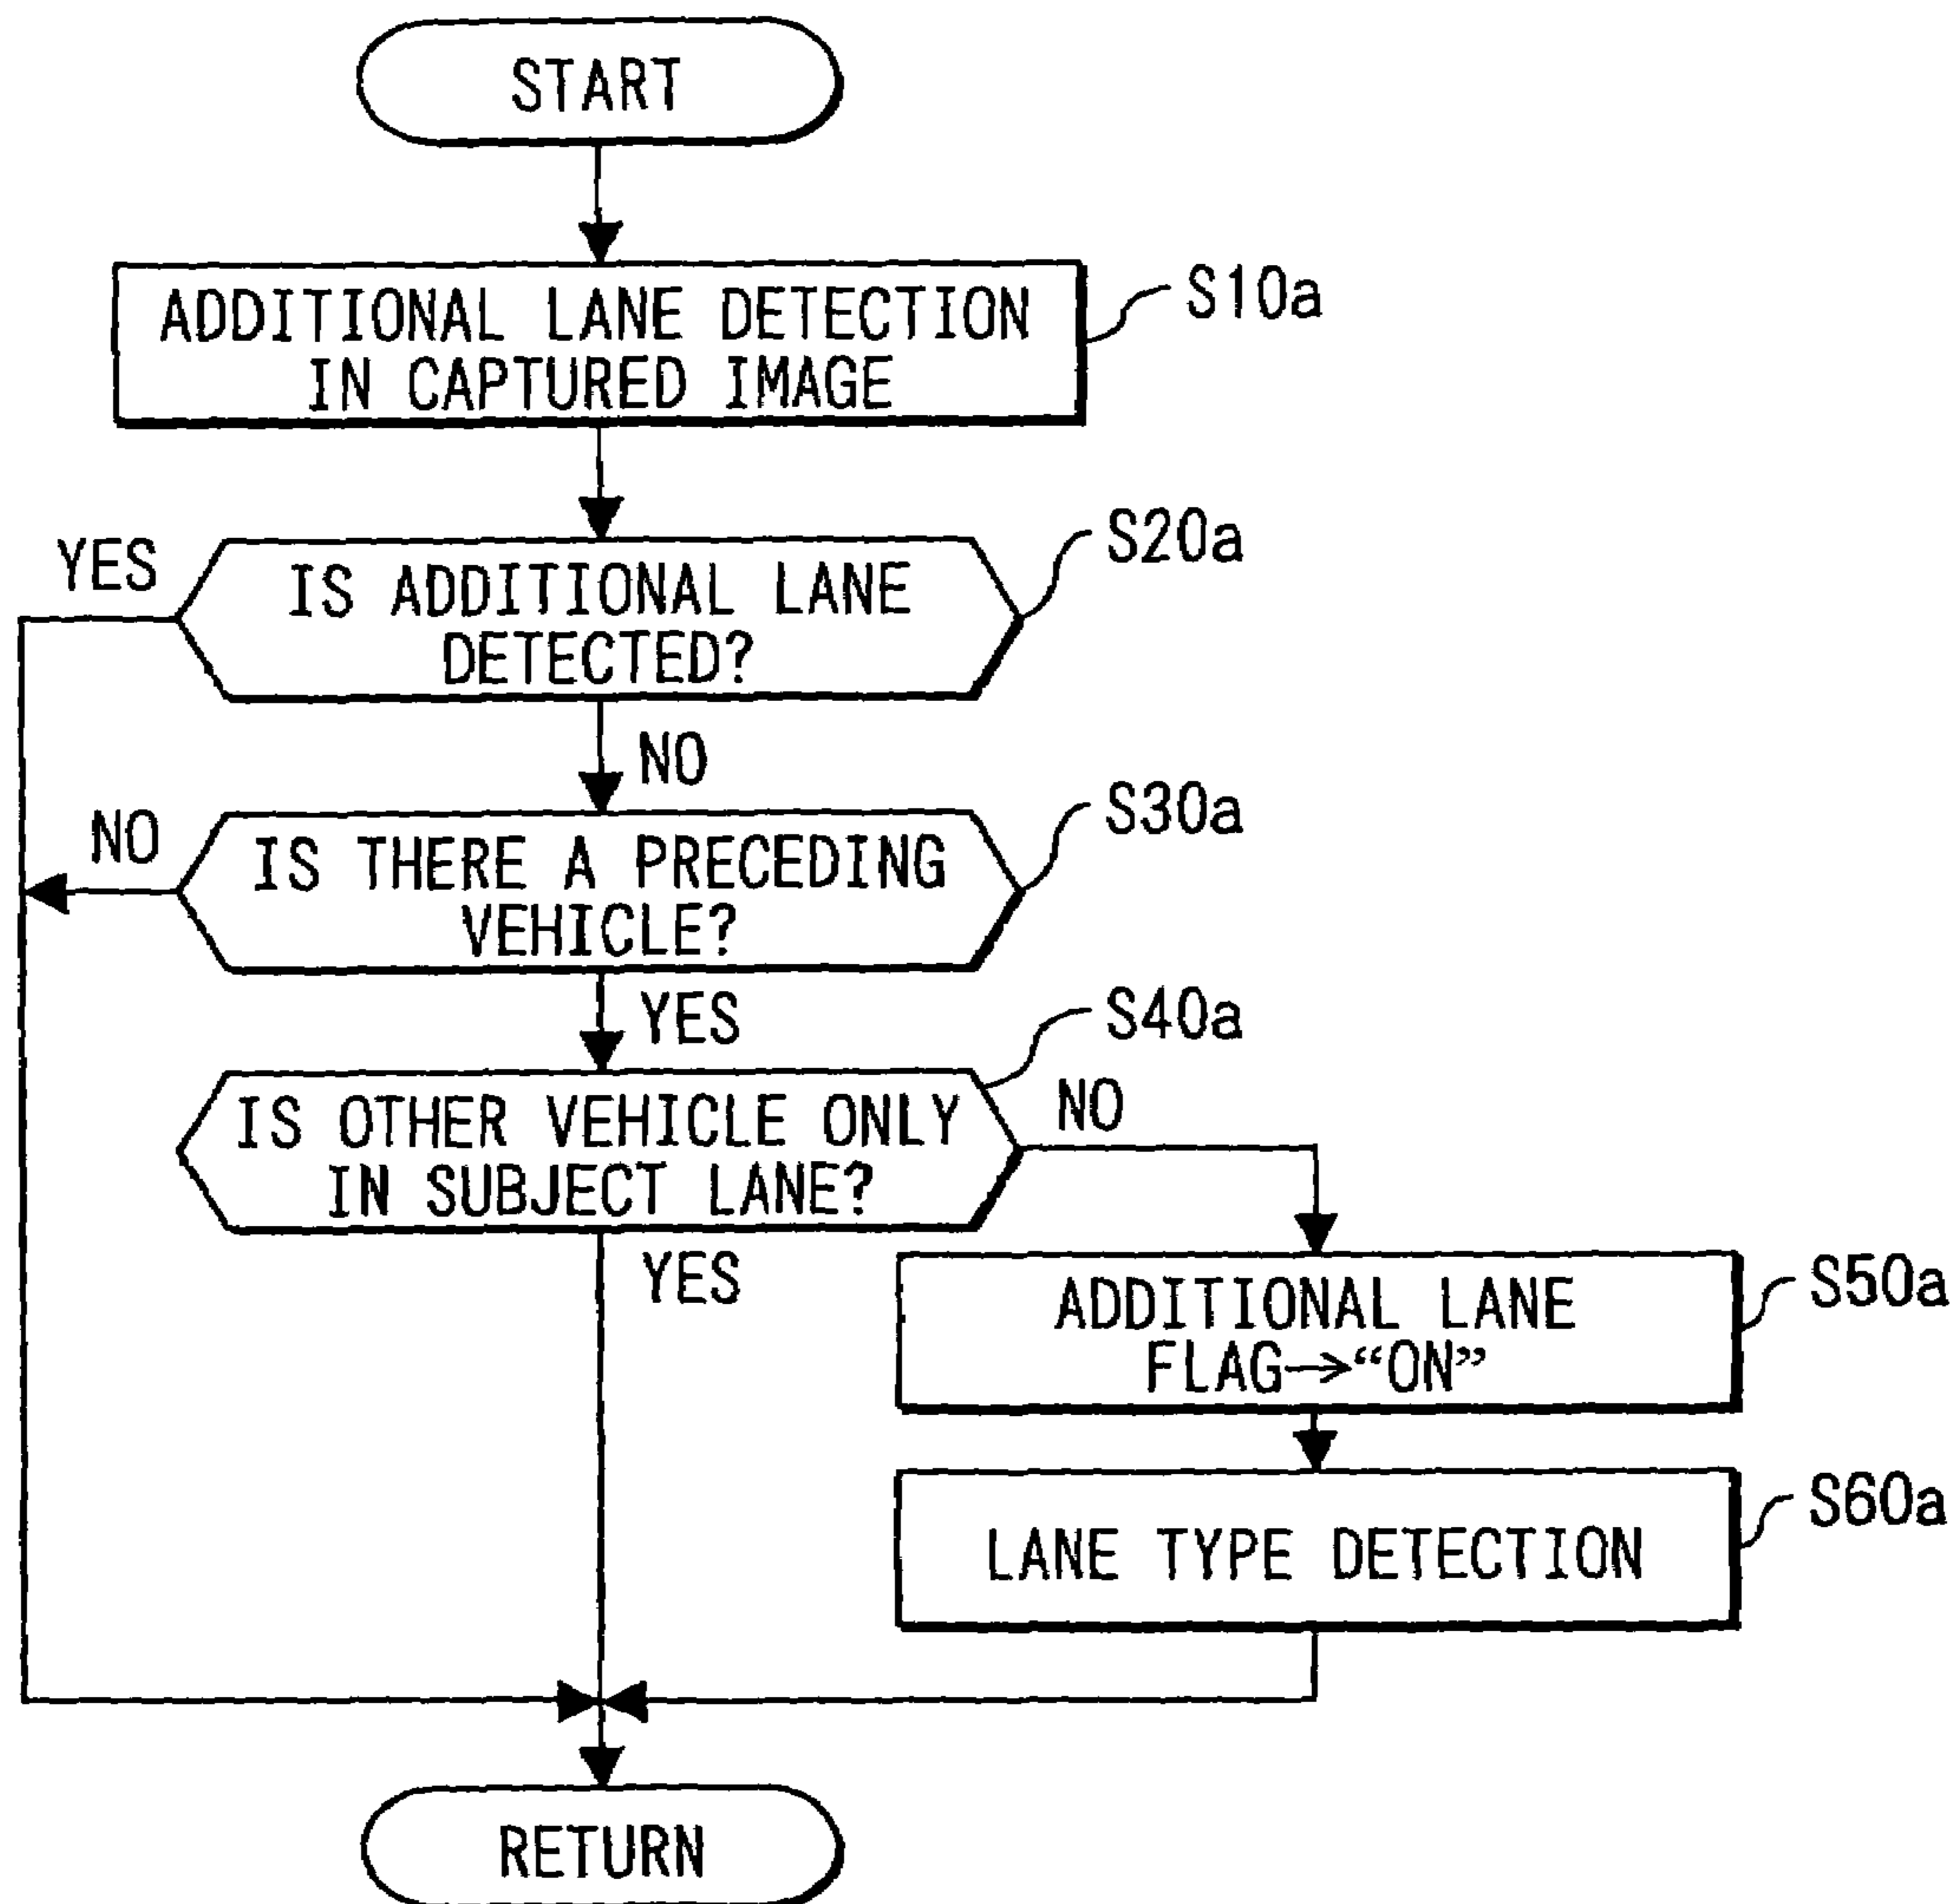 START
ADDITIONAL LANE DETECTION
IN CAPTURED IMAGE
S10a
YES
IS ADDITIONAL LANE
DETECTED?
S20a
NO
NO
IS THERE A PRECEDING
VEHICLE?
S30a
YES
IS OTHER VEHICLE ONLY
IN SUBJECT LANE?
S40a
NO
YES
ADDITIONAL LANE
FLAG→“ON”
S50a
LANE TYPE DETECTION
S60a
RETURN